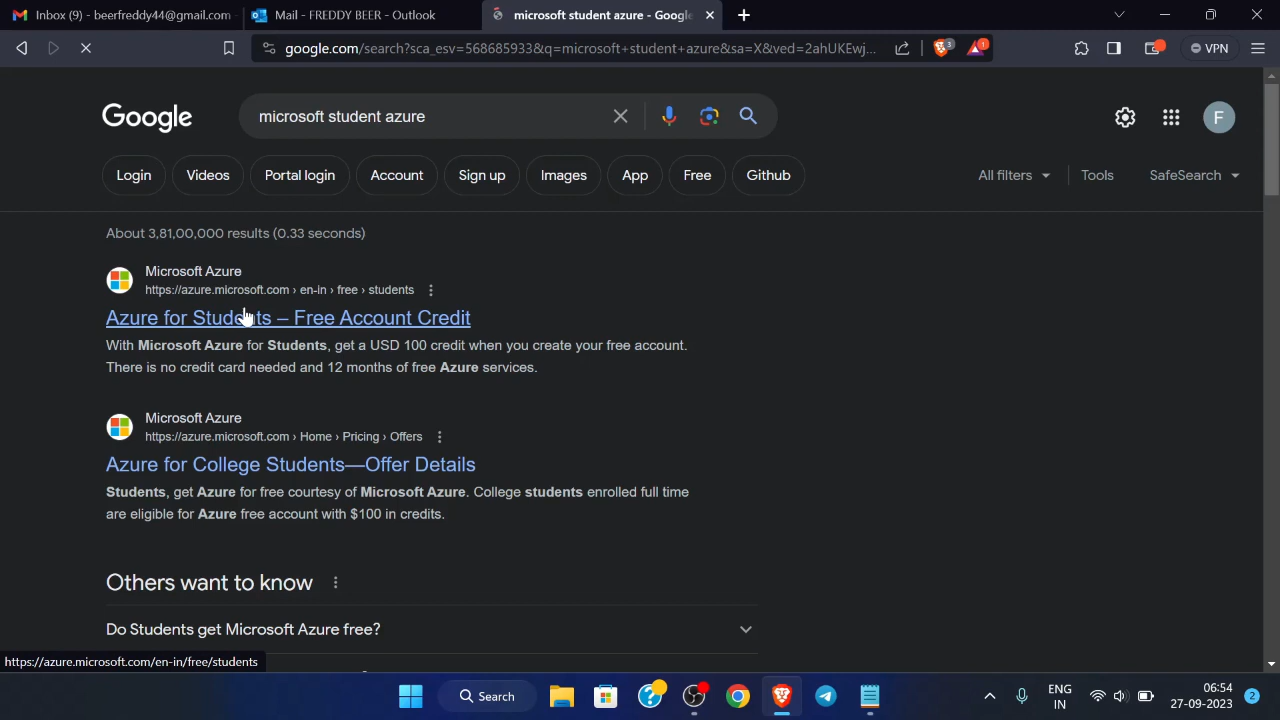 Inbox (9) - beerfreddy44@gmail.com
Mail - FREDDY BEER - Outlook
microsoft student azure - Google
google.com/search?sca_esv=568685933&q=microsoft+student+azure&sa=X&ved=2ahUKEwj...
3
1
VPN
Google
microsoft student azure
F
Login
Videos
Portal login
Account
Sign up
Images
App
Free
Github
All filters
Tools
SafeSearch
About 3,81,00,000 results (0.33 seconds)
Microsoft Azure
https://azure.microsoft.com › en-in › free › students
Azure for Students – Free Account Credit
With Microsoft Azure for Students, get a USD 100 credit when you create your free account.
There is no credit card needed and 12 months of free Azure services.
Microsoft Azure
https://azure.microsoft.com › Home › Pricing › Offers
Azure for College Students—Offer Details
Students, get Azure for free courtesy of Microsoft Azure. College students enrolled full time
are eligible for Azure free account with $100 in credits.
Others want to know
Do Students get Microsoft Azure free?
https://azure.microsoft.com/en-in/free/students
Search
ENG
IN
06:54
27-09-2023
2